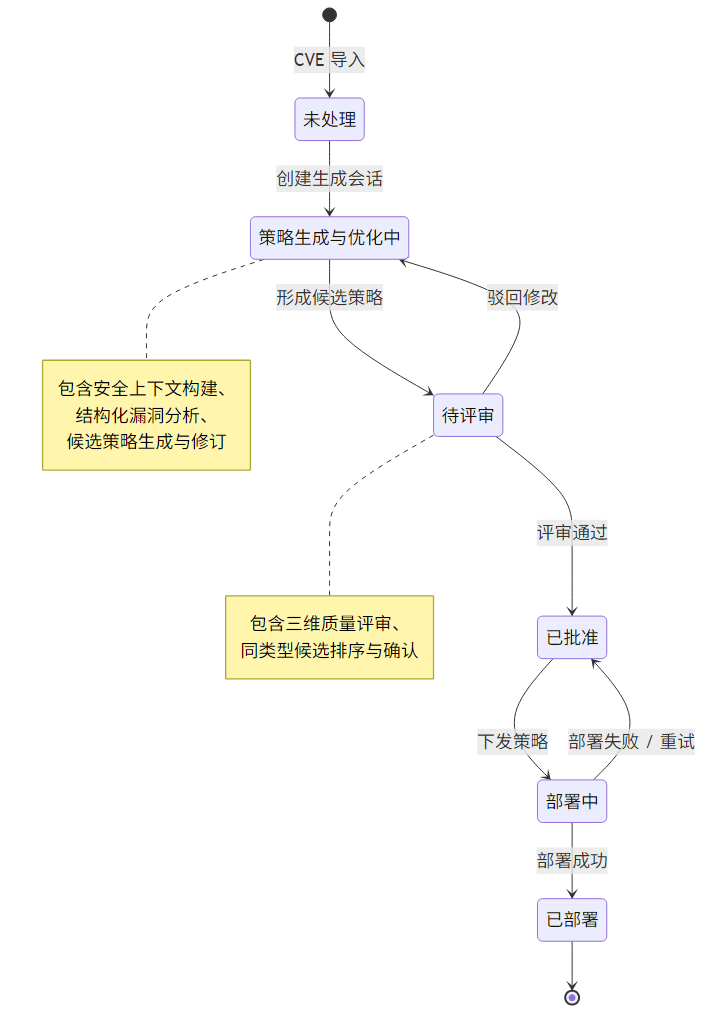 CVE 导入
未处理
创建生成会话
策略生成与优化中
形成候选策略
驳回修改
包含安全上下文构建、
结构化漏洞分析、
候选策略生成与修订
待评审
评审通过
包含三维质量评审、
同类型候选排序与确认
已批准
下发策略
部署失败 / 重试
部署中
部署成功
已部署